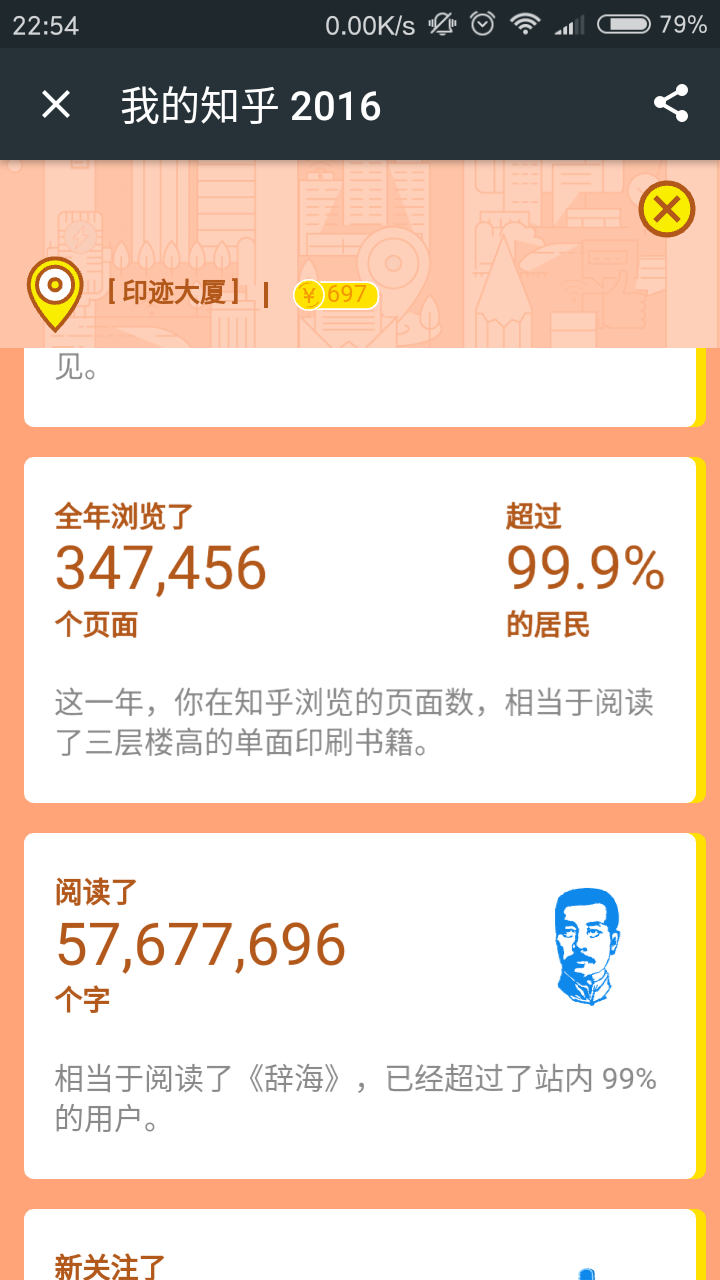 22:54 0.00K/s 79%
我的知乎 2016
[ 印迹大厦 ] | ¥ 697
见。
全年浏览了 超过
347,456 99.9%
个页面 的居民
这一年，你在知乎浏览的页面数，相当于阅读
了三层楼高的单面印刷书籍。
阅读了
57,677,696
个字
相当于阅读了《辞海》，已经超过了站内 99%
的用户。
新关注了